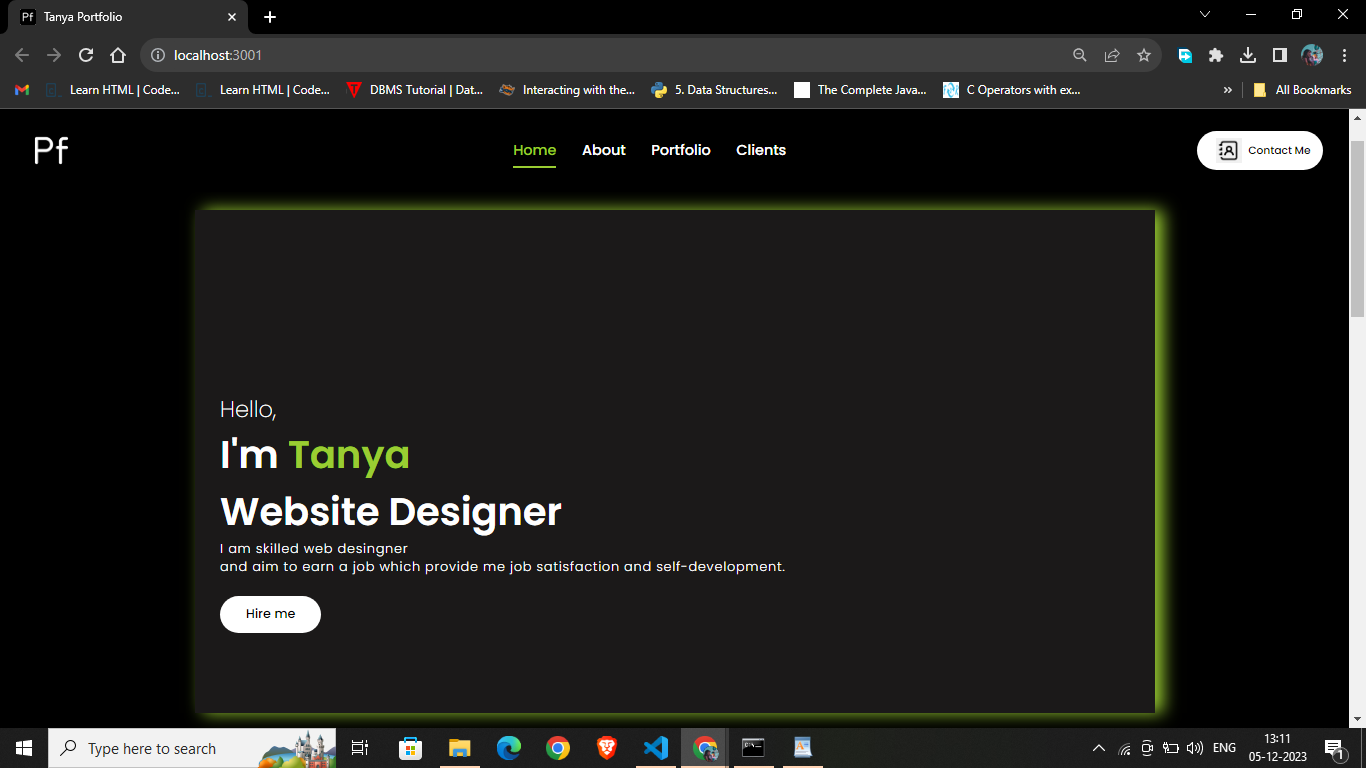 Pf Tanya Portfolio
localhost:3001
Learn HTML | Code... Learn HTML | Code... DBMS Tutorial | Dat... Interacting with the... 5. Data Structures... The Complete Java... C Operators with ex... » All Bookmarks
Pf Home About Portfolio Clients Contact Me
Hello,
I'm Tanya
Website Designer
I am skilled web desingner
and aim to earn a job which provide me job satisfaction and self-development.
Hire me
Type here to search ENG 13:11
05-12-2023 1